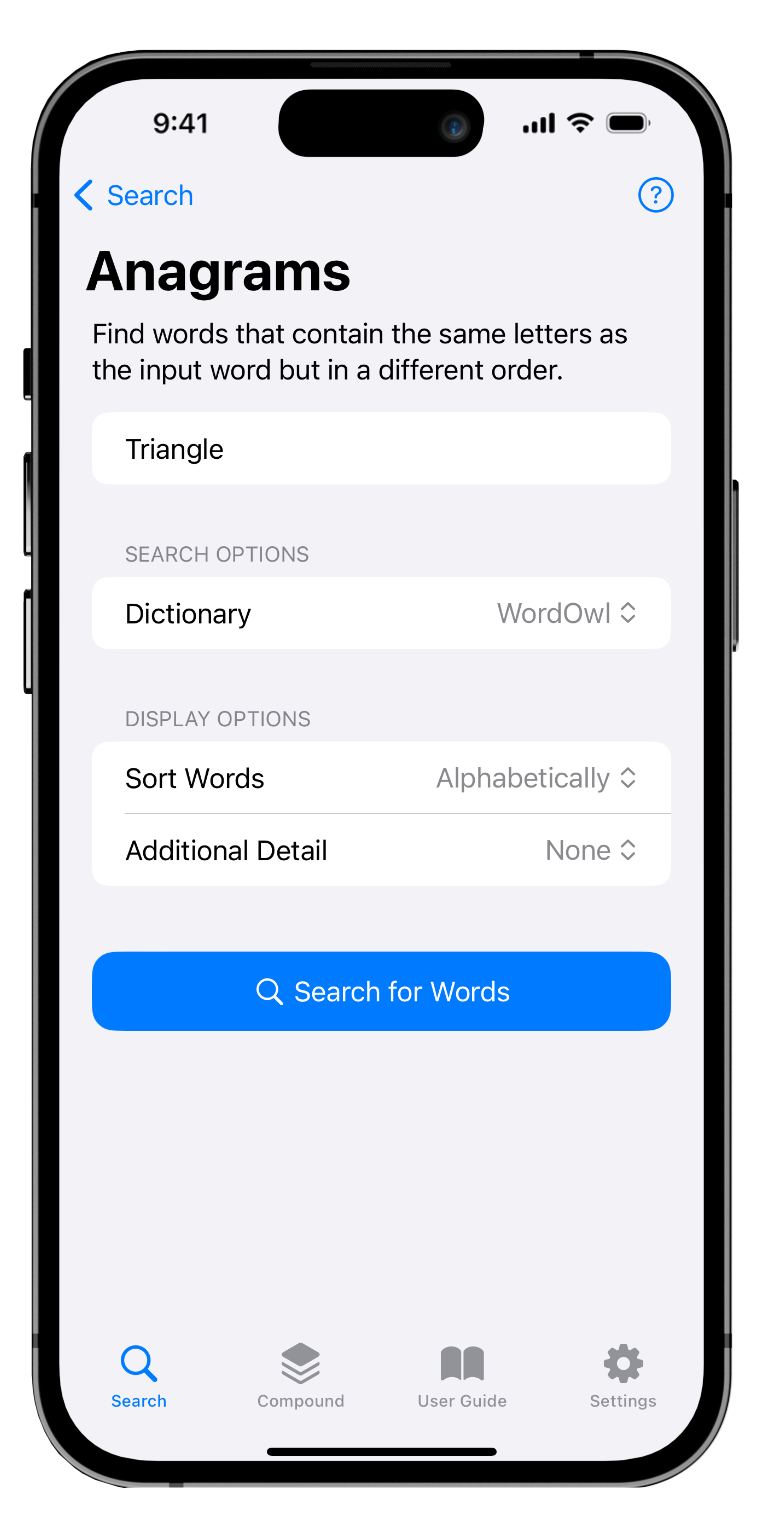 9:41
Search
?
Anagrams
Find words that contain the same letters as
the input word but in a different order.
Triangle
SEARCH OPTIONS
Dictionary WordOwl
DISPLAY OPTIONS
Sort Words Alphabetically
Additional Detail None
Search for Words
Search Compound User Guide Settings